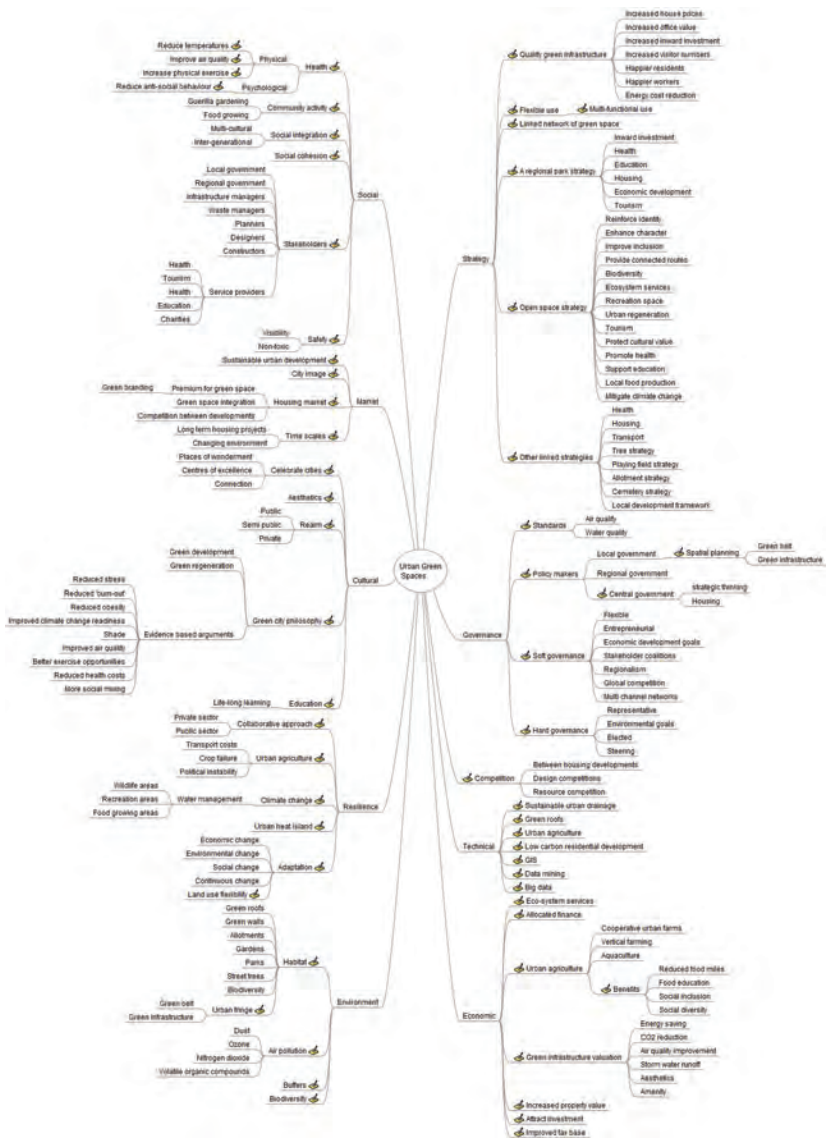 Urban Green
Spaces
Social
Health
Physical
Reduce temperatures
Improve air quality
Increase physical exercise
Psychological
Reduce anti-social behaviour
Community activity
Guerilla gardening
Food growing
Social integration
Multi-cultural
Inter-generational
Social cohesion
Stakeholders
Local government
Regional government
Infrastructure managers
Waste managers
Planners
Designers
Constructors
Service providers
Health
Tourism
Health
Education
Charities
Safety
Visibility
Non-toxic
Market
Sustainable urban development
City image
Housing market
Premium for green space
Green branding
Green space integration
Competition between developments
Time scales
Long term housing projects
Changing environment
Cultural
Celebrate cities
Places of wonderment
Centres of excellence
Connection
Aesthetics
Realm
Public
Semi public
Private
Green city philosophy
Green development
Green regeneration
Evidence based arguments
Reduced stress
Reduced 'burn-out'
Reduced obesity
Improved climate change readiness
Shade
Improved air quality
Better exercise opportunities
Reduced health costs
More social mixing
Education
Life-long learning
Resilience
Collaborative approach
Private sector
Public sector
Urban agriculture
Transport costs
Crop failure
Political instability
Climate change
Water management
Wildlife areas
Recreation areas
Food growing areas
Urban heat island
Adaptation
Economic change
Environmental change
Social change
Continuous change
Land use flexibility
Environment
Habitat
Green roofs
Green walls
Allotments
Gardens
Parks
Street trees
Biodiversity
Urban fringe
Green belt
Green infrastructure
Air pollution
Dust
Ozone
Nitrogen dioxide
Volatile organic compounds
Buffers
Biodiversity
Strategy
Quality green infrastructure
Increased house prices
Increased office value
Increased inward investment
Increased visitor numbers
Happier residents
Happier workers
Energy cost reduction
Flexible use
Multi-functional use
Linked network of green space
A regional park strategy
Inward investment
Health
Education
Housing
Economic development
Tourism
Open space strategy
Reinforce identity
Enhance character
Improve inclusion
Provide connected routes
Biodiversity
Ecosystem services
Recreation space
Urban regeneration
Tourism
Protect cultural value
Promote health
Support education
Local food production
Mitigate climate change
Other linked strategies
Health
Housing
Transport
Tree strategy
Playing field strategy
Allotment strategy
Cemetery strategy
Local development framework
Governance
Standards
Air quality
Water quality
Policy makers
Local government
Spatial planning
Green belt
Green infrastructure
Regional government
Central government
strategic thinking
Housing
Soft governance
Flexible
Entrepreneurial
Economic development goals
Stakeholder coalitions
Regionalism
Global competition
Multi channel networks
Hard governance
Representative
Environmental goals
Elected
Steering
Technical
Competition
Between housing developments
Design competitions
Resource competition
Sustainable urban drainage
Green roofs
Urban agriculture
Low carbon residential development
GIS
Data mining
Big data
Economic
Eco-system services
Allocated finance
Urban agriculture
Cooperative urban farms
Vertical farming
Aquaculture
Benefits
Reduced food miles
Food education
Social inclusion
Social diversity
Green infrastructure valuation
Energy saving
CO2 reduction
Air quality improvement
Storm water runoff
Aesthetics
Amenity
Increased property value
Attract investment
Improved tax base